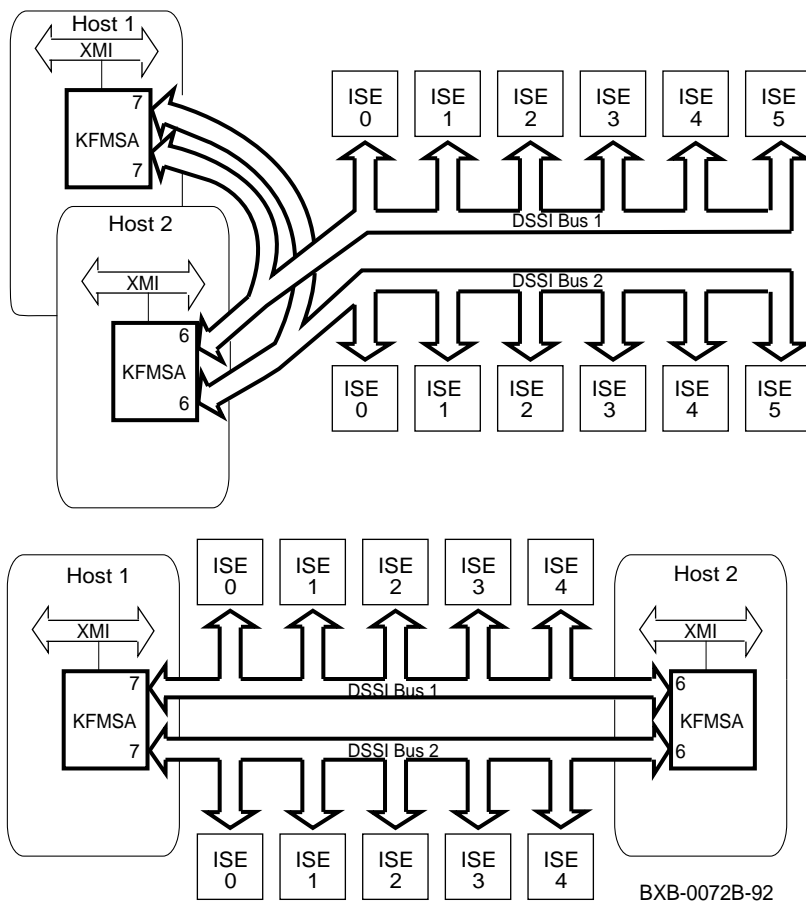 Host 1
XMI
7
KFMSA
7
Host 2
XMI
6
KFMSA
6
ISE 0
ISE 1
ISE 2
ISE 3
ISE 4
ISE 5
DSSI Bus 1
DSSI Bus 2
ISE 0
ISE 1
ISE 2
ISE 3
ISE 4
ISE 5
Host 1
XMI
7
KFMSA
7
ISE 0
ISE 1
ISE 2
ISE 3
ISE 4
DSSI Bus 1
DSSI Bus 2
ISE 0
ISE 1
ISE 2
ISE 3
ISE 4
Host 2
XMI
6
KFMSA
6
BXB-0072B-92